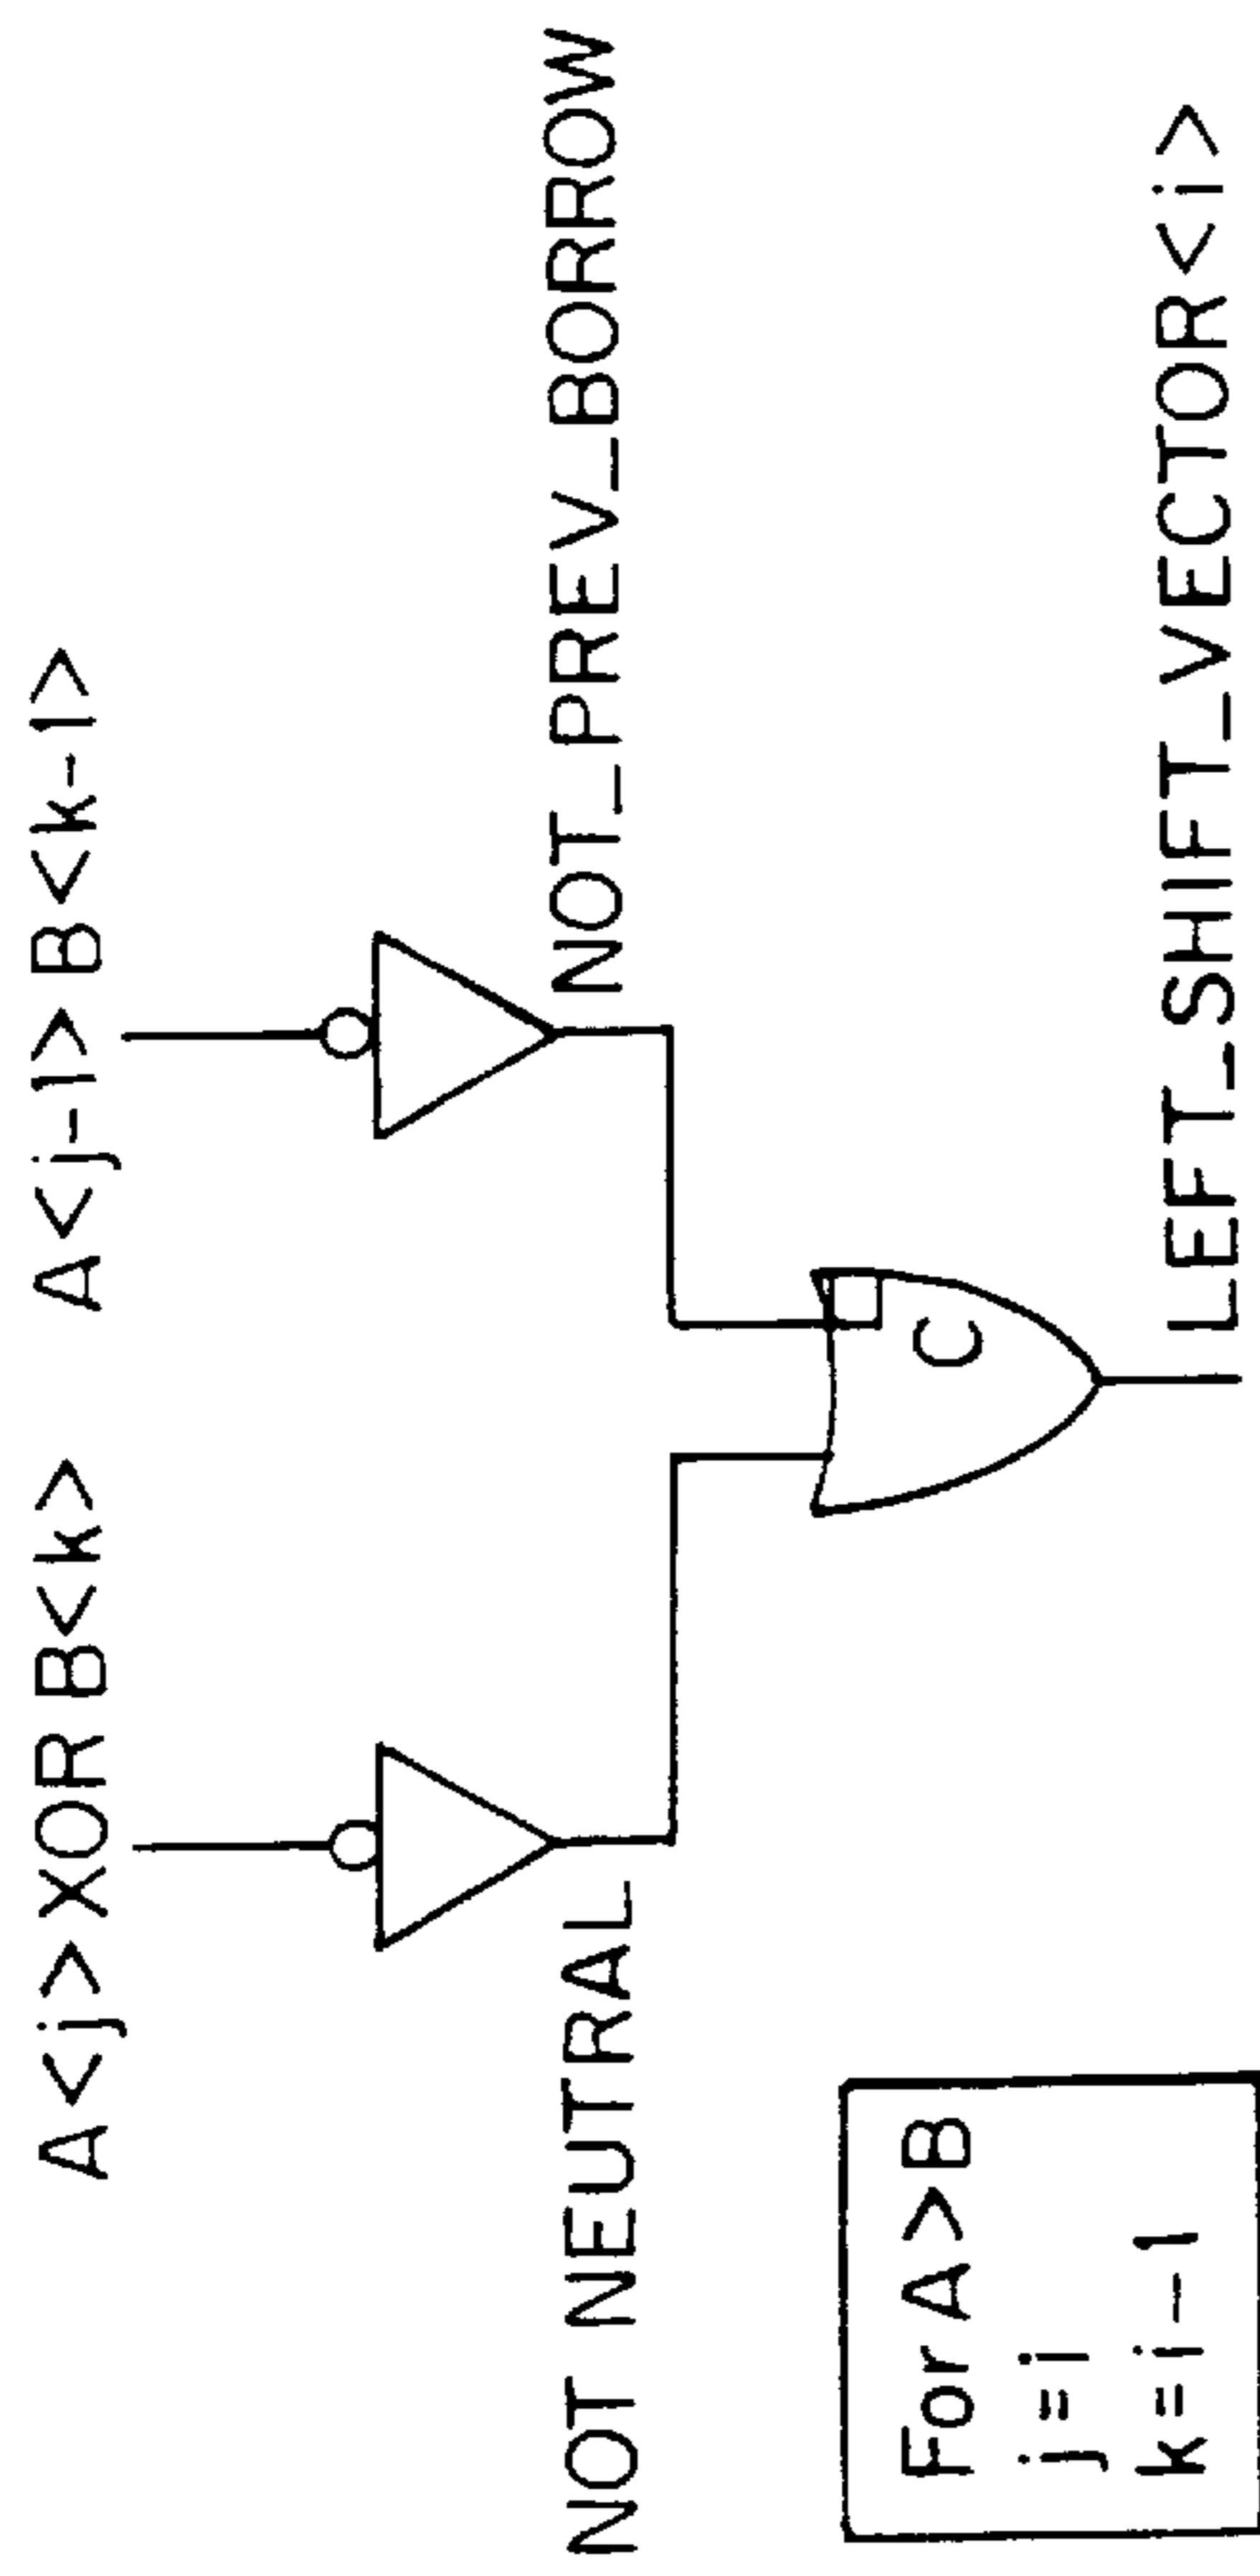 A<j>XOR B<k>
A<j-1>B<k-1>
NOT NEUTRAL
NOT_PREV_BORROW
C
For A>B
j=i
k=i-1
LEFT_SHIFT_VECTOR<i>